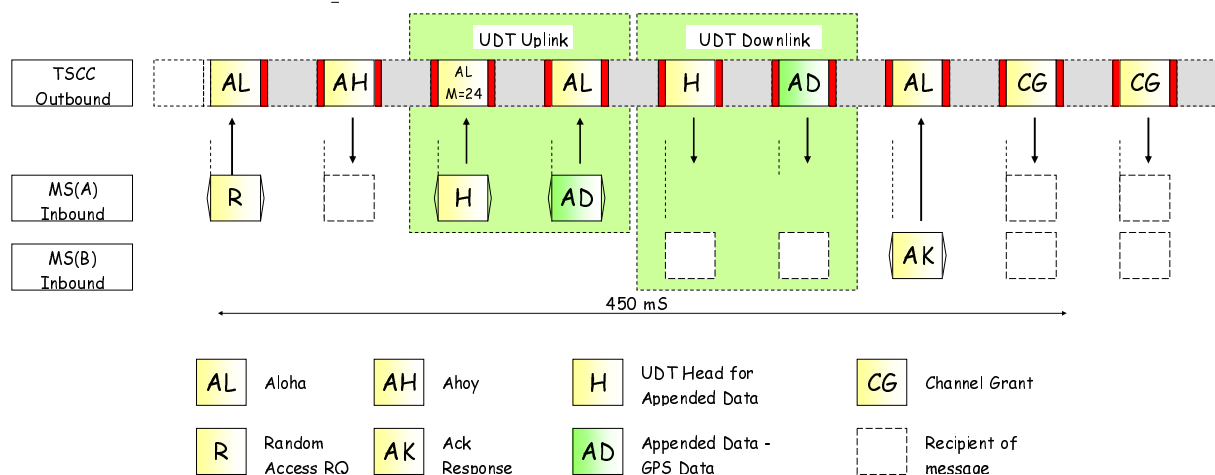 UDT Uplink
UDT Downlink
TSCC
Outbound
AL
AH
AL
M=24
AL
H
AD
AL
CG
CG
MS(A)
Inbound
R
H
AD
MS(B)
Inbound
AK
450 mS
AL
Aloha
AH
Ahoy
H
UDT Head for
Appended Data
CG
Channel Grant
R
Random
Access RQ
AK
Ack
Response
AD
Appended Data -
GPS Data
Recipient of
message